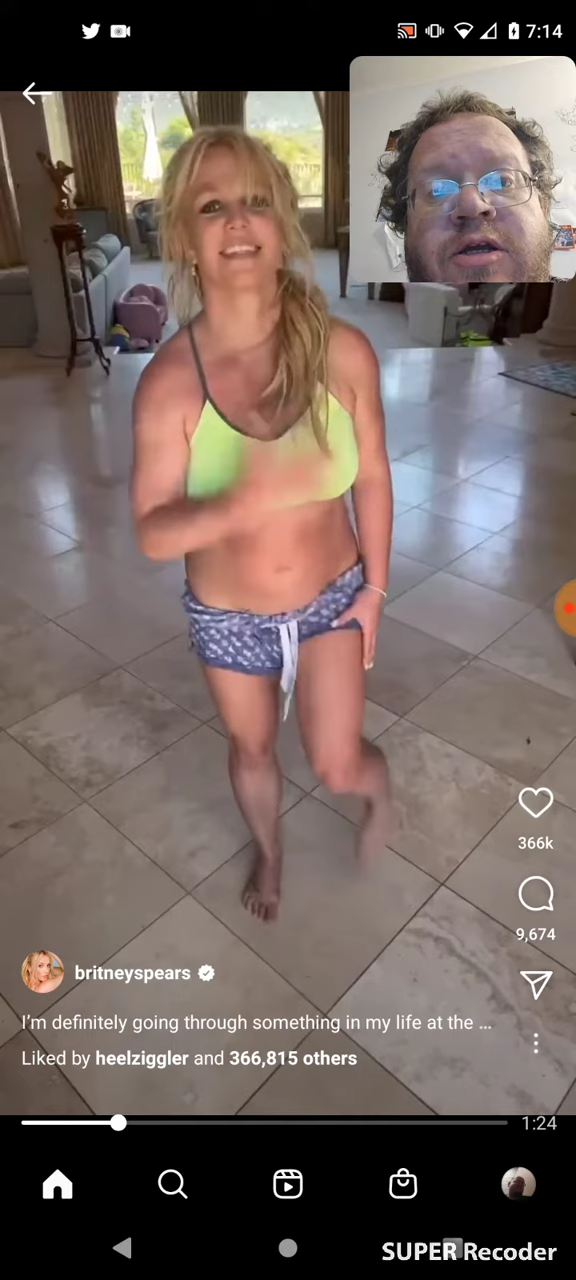 7:14
366k
9,674
britneyspears
I'm definitely going through something in my life at the ...
Liked by heelziggler and 366,815 others
1:24
SUPER Recoder